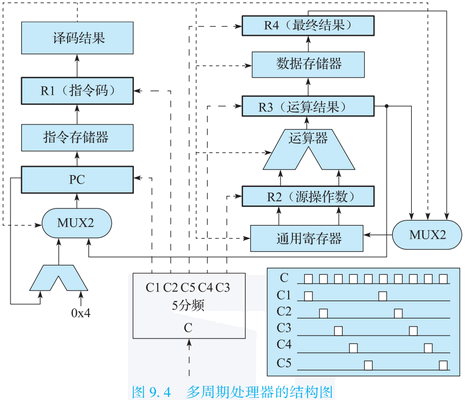 译码结果
R4（最终结果）
R1（指令码）
数据存储器
R3（运算结果）
指令存储器
运算器
PC
R2（源操作数）
MUX2
通用寄存器
MUX2
0x4
C1 C2 C5 C4 C3
5分频
C
C
C1
C2
C3
C4
C5
图 9.4 多周期处理器的结构图